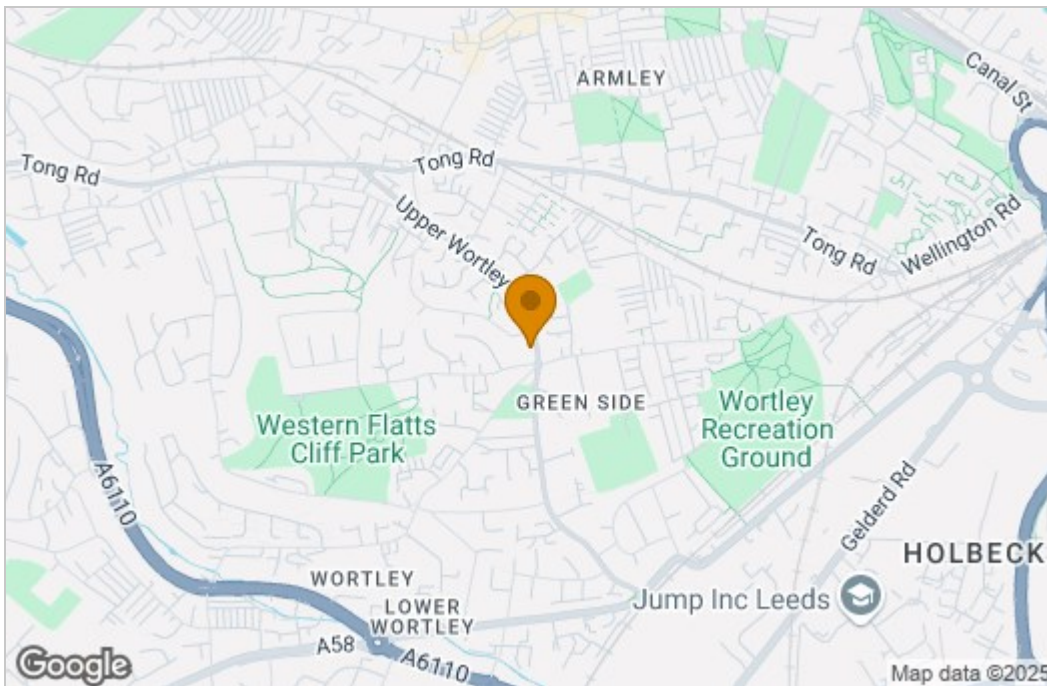 ARMLEY
Canal St
Tong Rd
Tong Rd
Upper Wortley
Tong Rd
Wellington Rd
GREEN SIDE
Western Flatts
Cliff Park
Wortley
Recreation
Ground
A6110
Gelderd Rd
HOLBECK
WORTLEY
Jump Inc Leeds
LOWER
WORTLEY
A58
A6110
Google
Map data ©2025